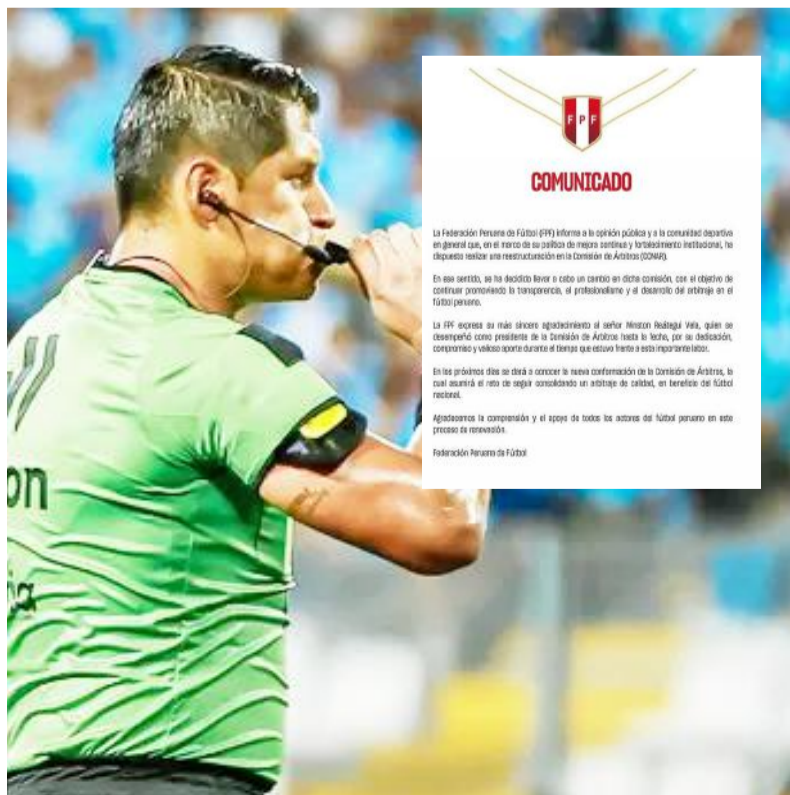 FPF
COMUNICADO
La Federación Peruana de Fútbol (FPF) informa a la opinión pública y a la comunidad deportiva
en general que, en el marco de su política de mejora continua y fortalecimiento institucional, ha
dispuesto realizar una reestructuración en la Comisión de Árbitros (CONAR).
En ese sentido, se ha decidido llevar a cabo un cambio en dicha comisión, con el objetivo de
continuar promoviendo la transparencia, el profesionalismo y el desarrollo del arbitraje en el
fútbol peruano.
La FPF expresa su más sincero agradecimiento al señor Winston Reátegui Vela, quien se
desempeñó como presidente de la Comisión de Árbitros hasta la fecha, por su dedicación,
compromiso y valioso aporte durante el tiempo que estuvo frente a esta importante labor.
En los próximos días se dará a conocer la nueva conformación de la Comisión de Árbitros, la
cual asumirá el reto de seguir consolidando un arbitraje de calidad, en beneficio del fútbol
nacional.
Agradecemos la comprensión y el apoyo de todos los actores del fútbol peruano en este
proceso de renovación.
Federación Peruana de Fútbol
on